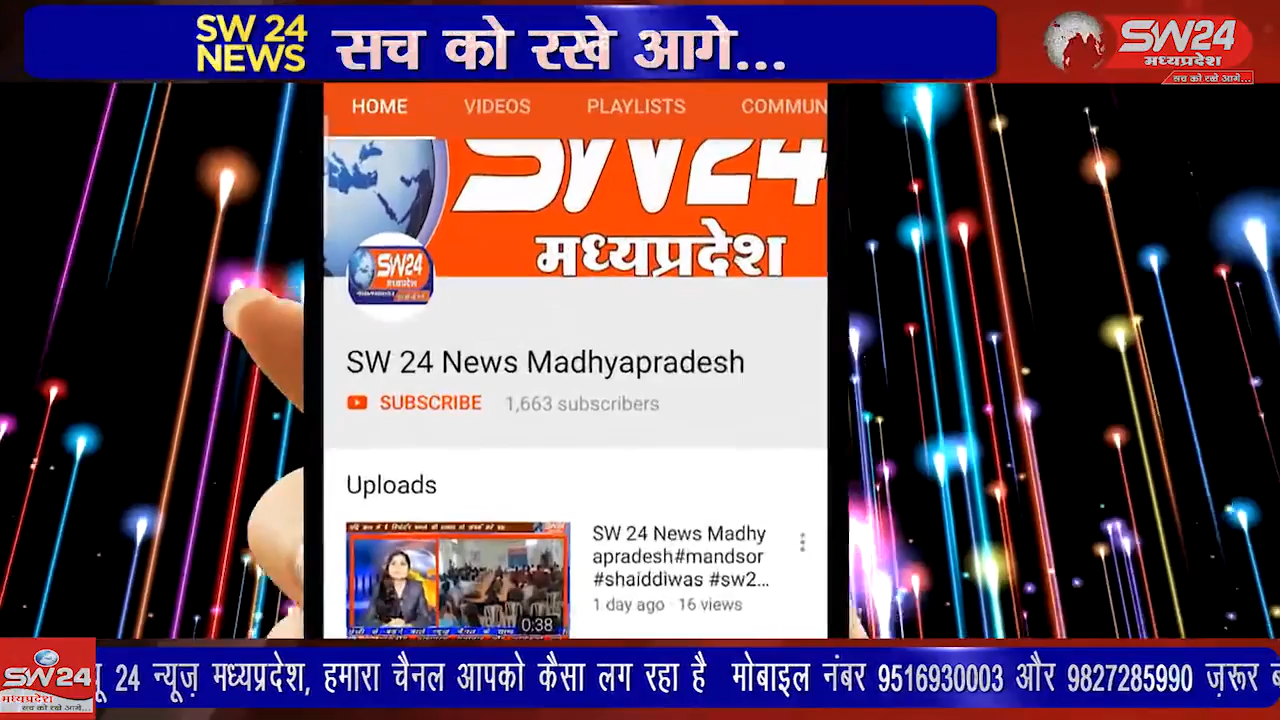 SW 24
NEWS
सच को रखे आगे...
SW24
मध्यप्रदेश
सच को रखे आगे...
HOME VIDEOS PLAYLISTS COMMUN
SW24
मध्यप्रदेश
SW24
मध्यप्रदेश
SW 24 News Madhyapradesh
SUBSCRIBE 1,663 subscribers
Uploads
SW 24 News Madhy
apradesh#mandsor
#shaiddiwas #sw2...
1 day ago · 16 views
0:38
SW24
मध्यप्रदेश
सच को रखे आगे...
24 न्यूज़ मध्यप्रदेश, हमारा चैनल आपको कैसा लग रहा है मोबाइल नंबर 9516930003 और 9827285990 ज़रूर